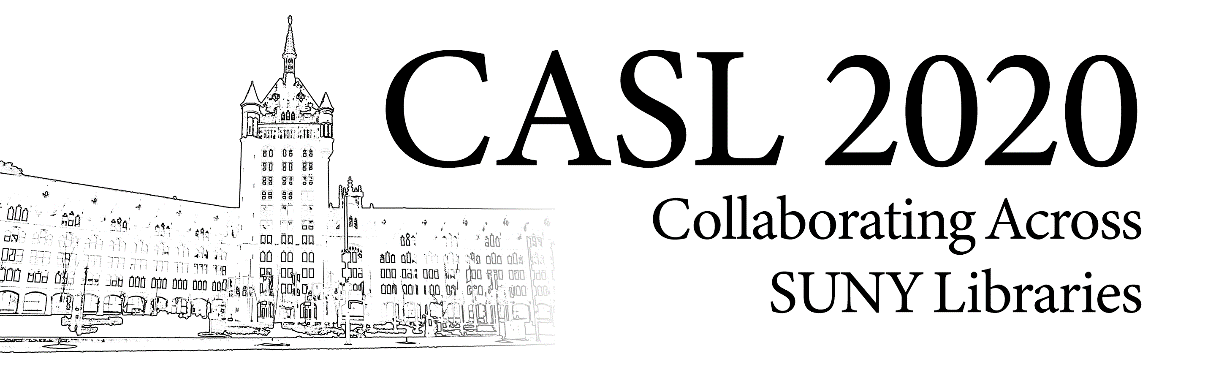 CASL 2020
Collaborating Across
SUNY Libraries